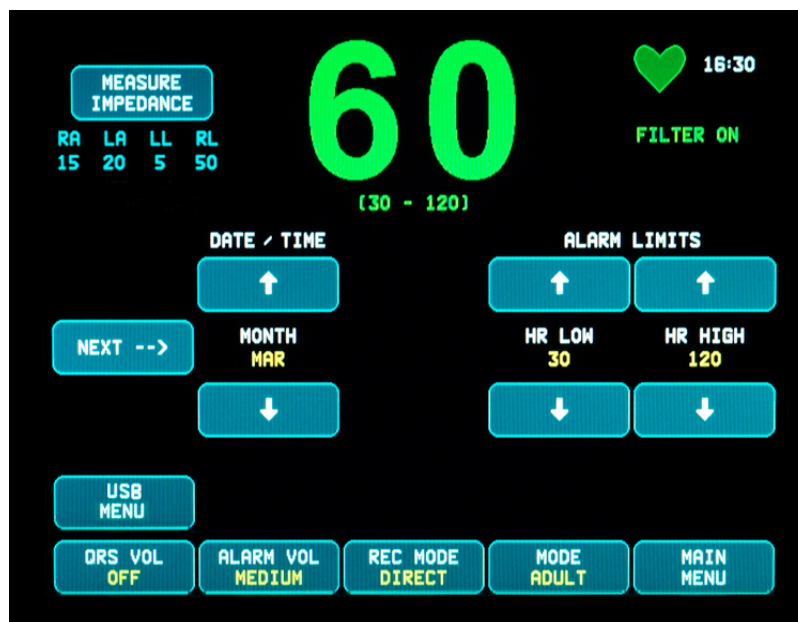 MEASURE
IMPEDANCE
RA LA LL RL
15 20 5 50
60
(30 - 120)
16:30
FILTER ON
DATE / TIME
ALARM LIMITS
NEXT -->
MONTH
MAR
HR LOW
30
HR HIGH
120
USB
MENU
QRS VOL
OFF
ALARM VOL
MEDIUM
REC MODE
DIRECT
MODE
ADULT
MAIN
MENU